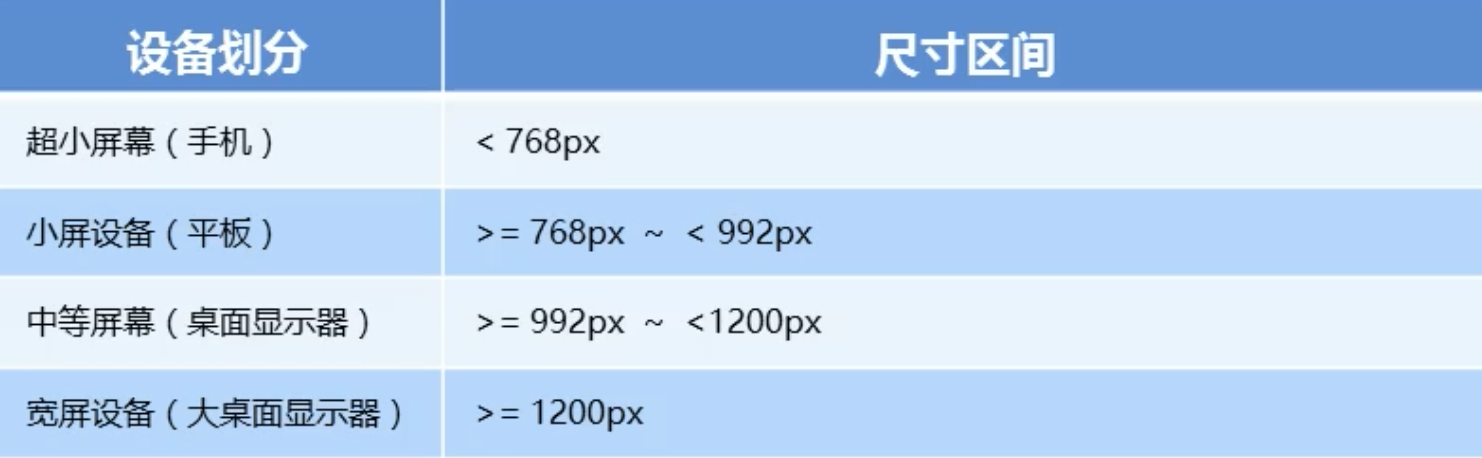 设备划分 尺寸区间
超小屏幕（手机） < 768px
小屏设备（平板） >= 768px ~ < 992px
中等屏幕（桌面显示器） >= 992px ~ <1200px
宽屏设备（大桌面显示器） >= 1200px